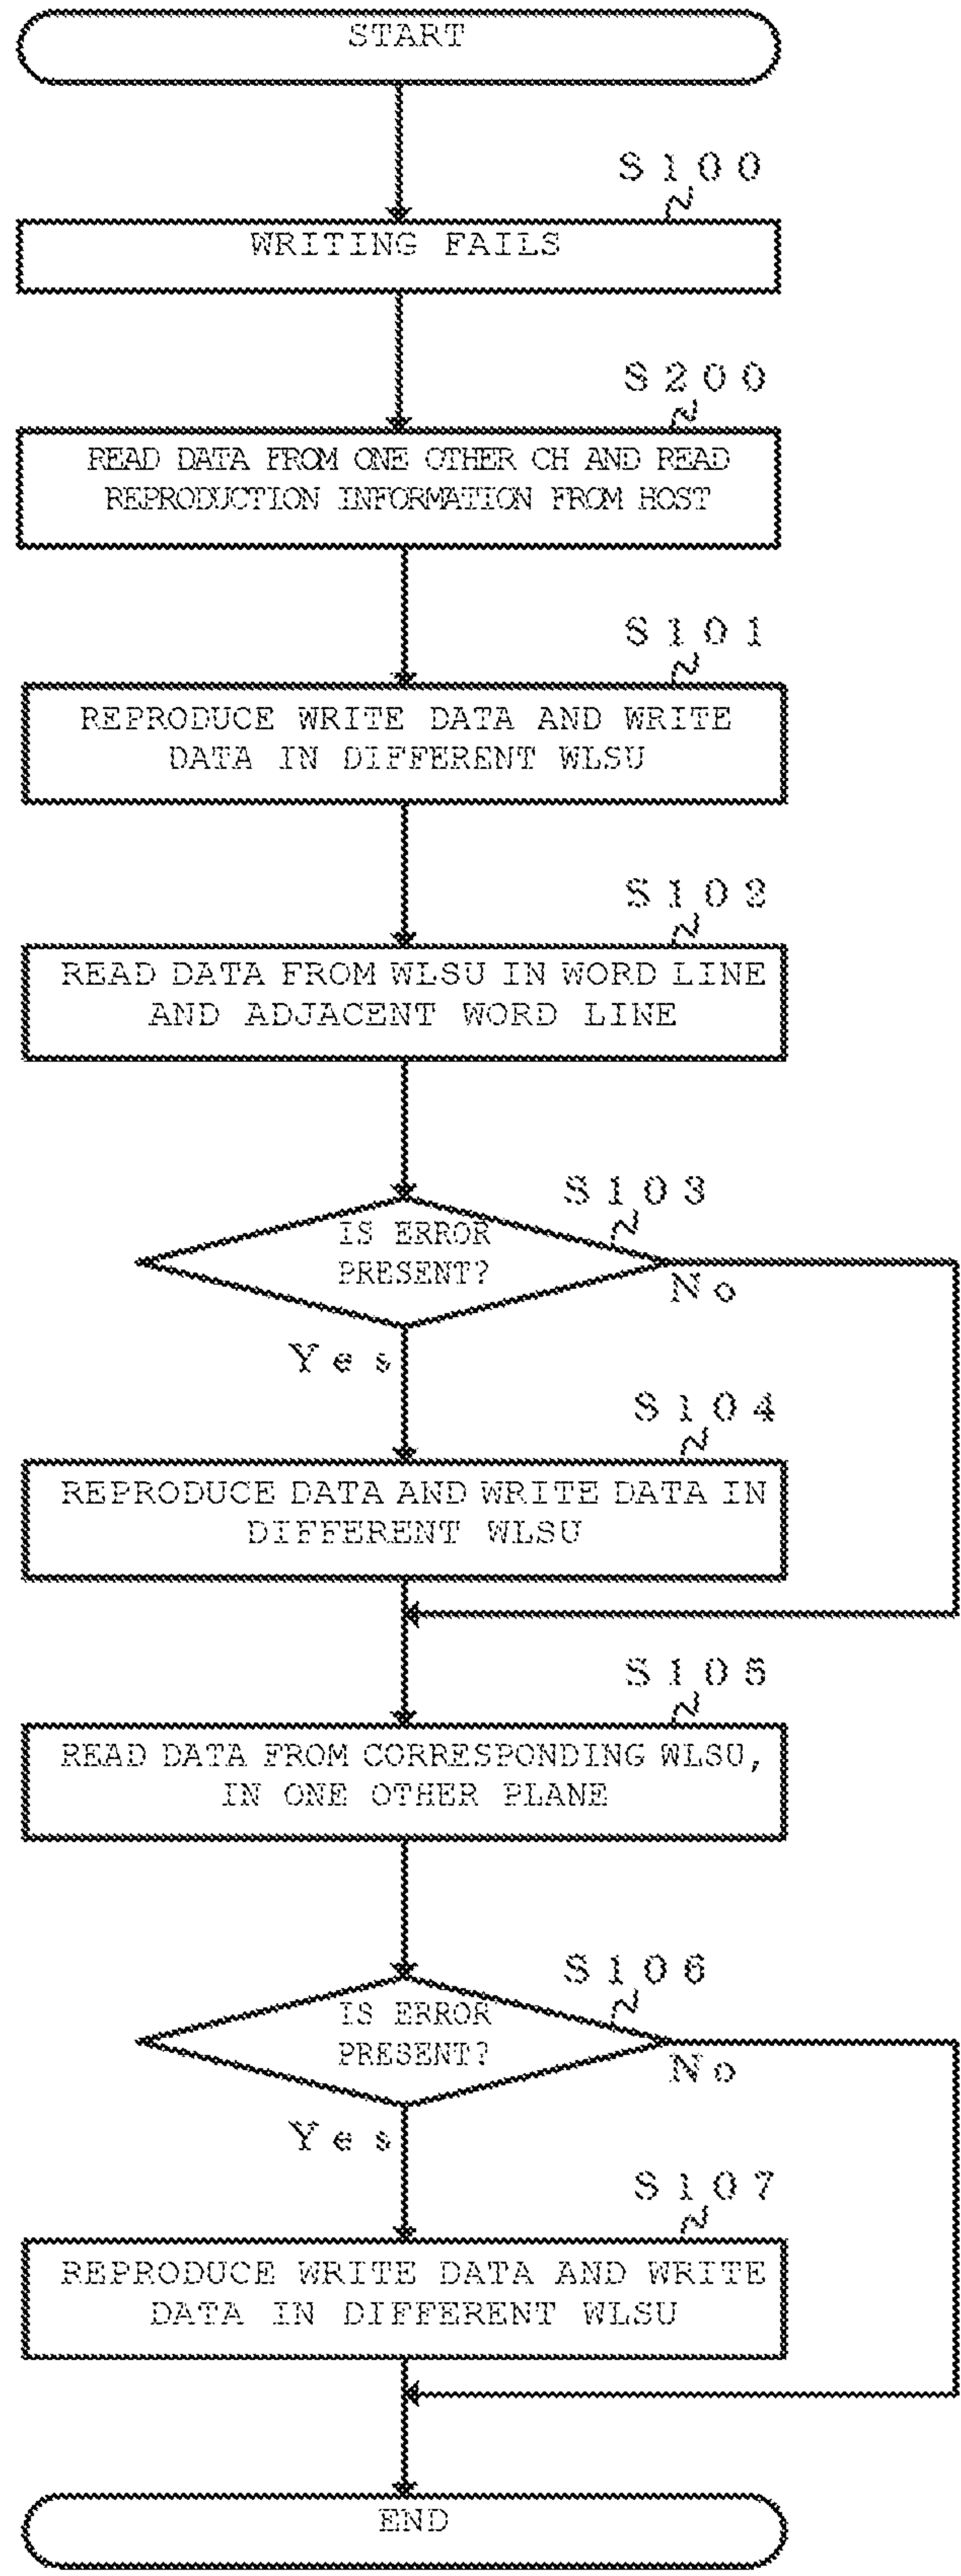 START
S100
WRITING FAILS
S200
READ DATA FROM ONE OTHER CH AND READ
REPRODUCTION INFORMATION FROM HOST
S101
REPRODUCE WRITE DATA AND WRITE
DATA IN DIFFERENT WLSU
S102
READ DATA FROM WLSU IN WORD LINE
AND ADJACENT WORD LINE
S103
IS ERROR
PRESENT?
No
Yes
S104
REPRODUCE DATA AND WRITE DATA IN
DIFFERENT WLSU
S105
READ DATA FROM CORRESPONDING WLSU,
IN ONE OTHER PLANE
S106
IS ERROR
PRESENT?
No
Yes
S107
REPRODUCE WRITE DATA AND WRITE
DATA IN DIFFERENT WLSU
END